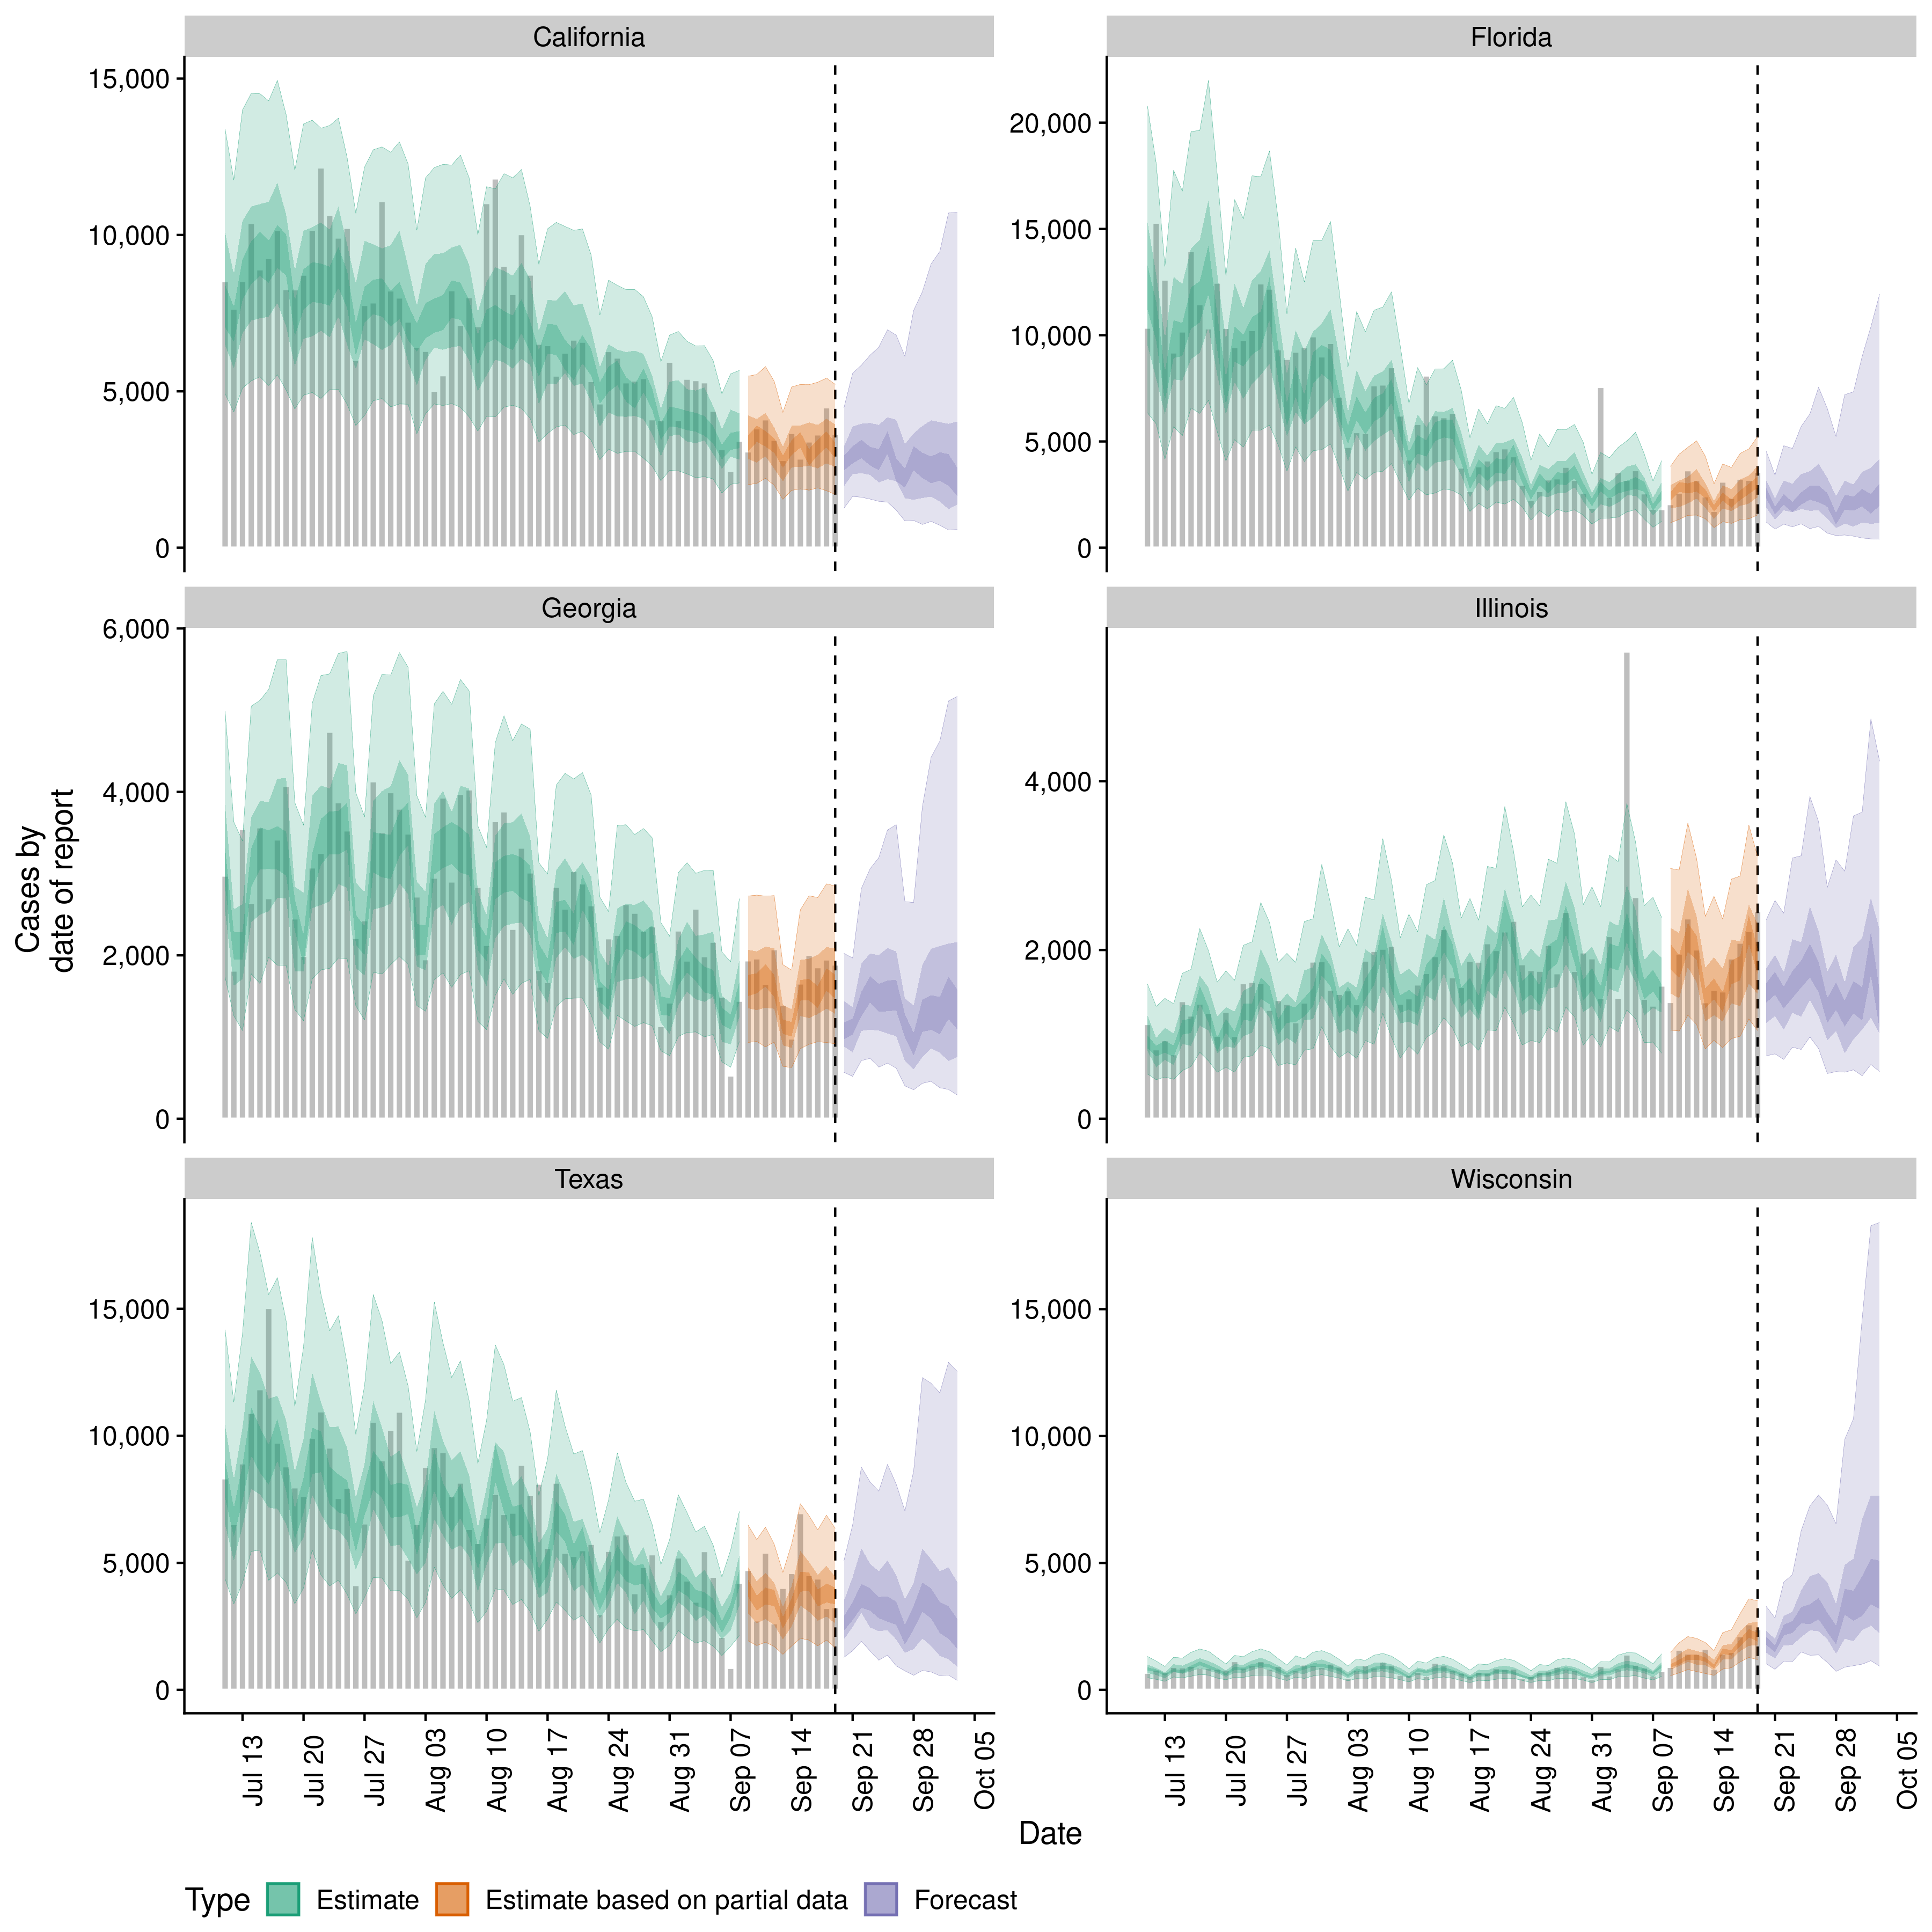 California
Florida
15,000
10,000
5,000
0
20,000
15,000
10,000
5,000
0
Georgia
Illinois
6,000
4,000
2,000
0
4,000
2,000
0
Cases by
date of report
Texas
Wisconsin
15,000
10,000
5,000
0
15,000
10,000
5,000
0
Jul 13
Jul 20
Jul 27
Aug 03
Aug 10
Aug 17
Aug 24
Aug 31
Sep 07
Sep 14
Sep 21
Sep 28
Oct 05
Jul 13
Jul 20
Jul 27
Aug 03
Aug 10
Aug 17
Aug 24
Aug 31
Sep 07
Sep 14
Sep 21
Sep 28
Oct 05
Date
Type Estimate Estimate based on partial data Forecast